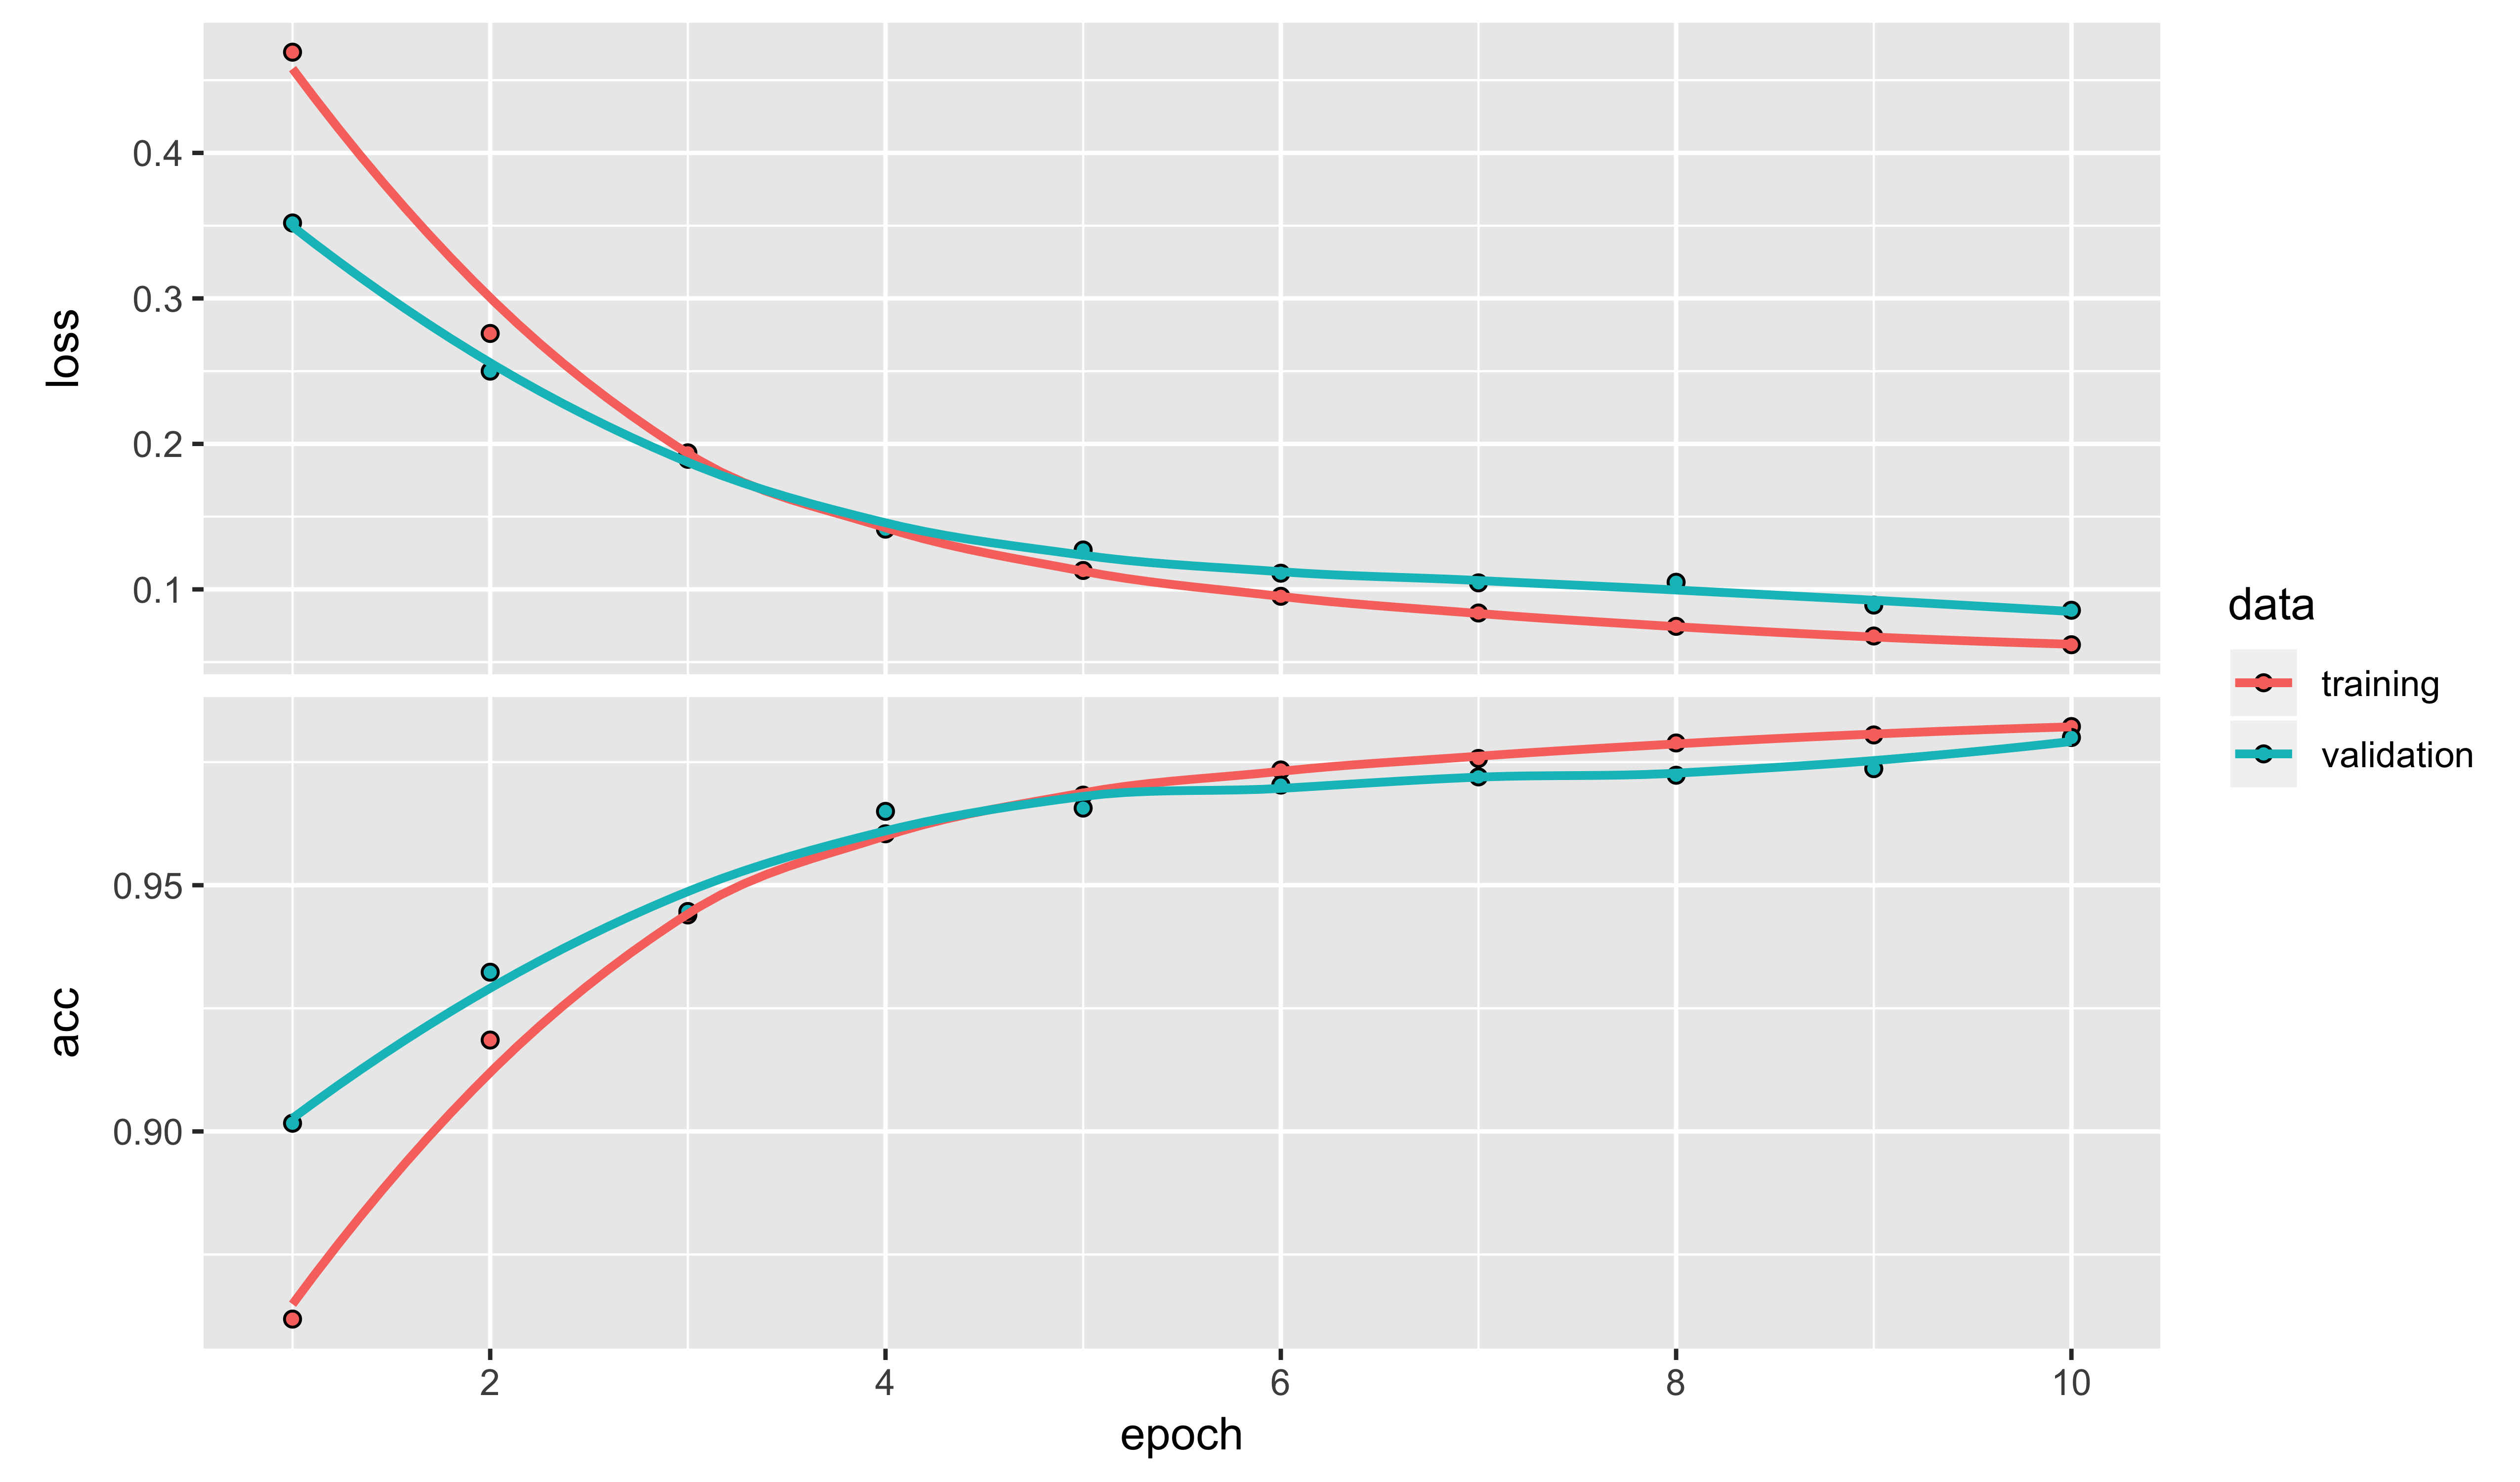 loss
0.4
0.3
0.2
0.1
acc
0.95
0.90
2 4 6 8 10
epoch
data
training
validation